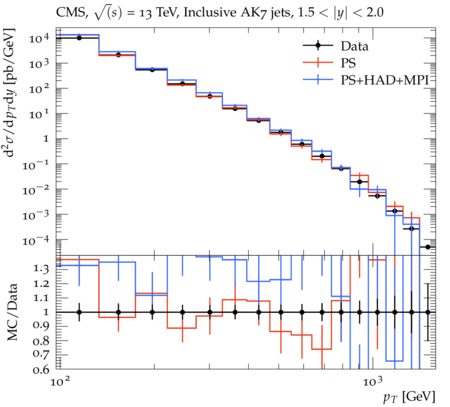 CMS, √(s) = 13 TeV, Inclusive AK7 jets, 1.5 < |y| < 2.0
d²σ/dp_T dy [pb/GeV]
10⁴
10³
10²
10¹
1
10⁻¹
10⁻²
10⁻³
10⁻⁴
Data
PS
PS+HAD+MPI
MC/Data
1.3
1.2
1.1
1
0.9
0.8
0.7
0.6
10² 10³
p_T [GeV]